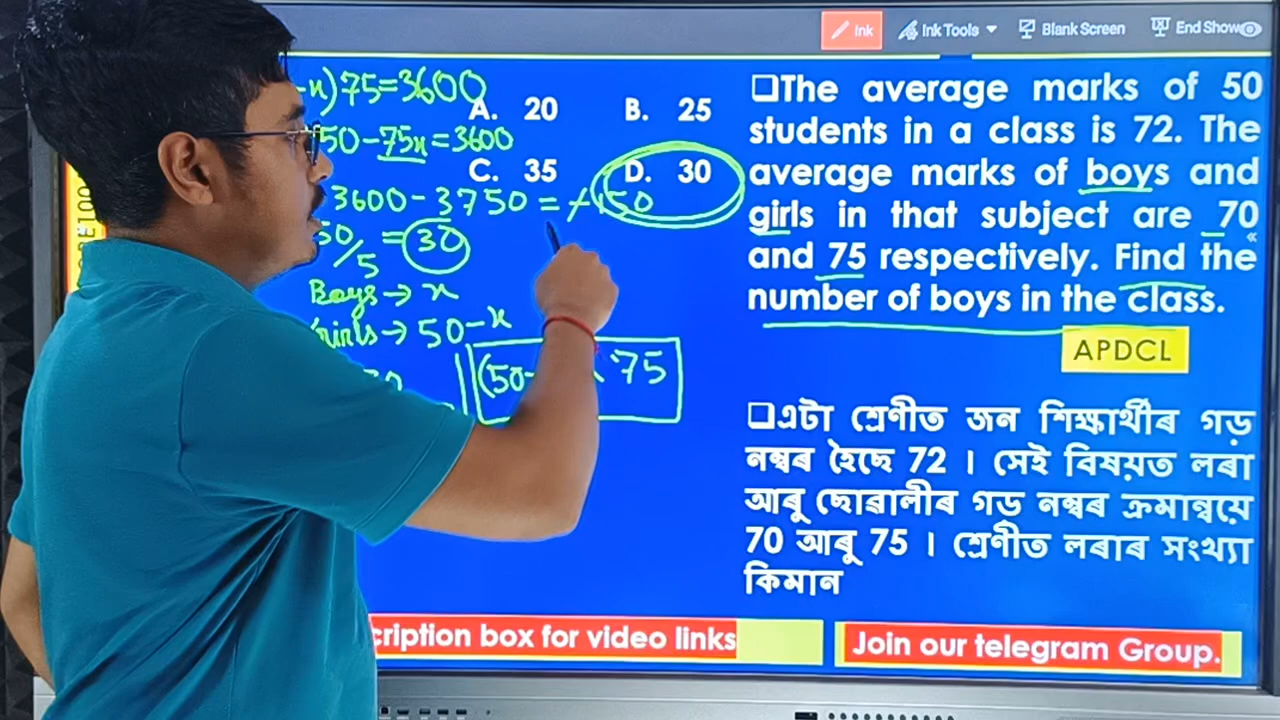 Ink Ink Tools Blank Screen End Show
75=3600
A. 20 B. 25
50-75x=3600
C. 35 D. 30
3600-3750=-150
50/5 = 30
Boys→ x
Girls→ 50-x
75
❑The average marks of 50
students in a class is 72. The
average marks of boys and
girls in that subject are 70
and 75 respectively. Find the
number of boys in the class.
APDCL
❑এটা শ্ৰেণীত জন শিক্ষাৰ্থীৰ গড়
নম্বৰ হৈছে 72 । সেই বিষয়ত লৰা
আৰু ছোৱালীৰ গড় নম্বৰ ক্ৰমান্বয়ে
70 আৰু 75 । শ্ৰেণীত লৰাৰ সংখ্যা
কিমান
cription box for video links
Join our telegram Group.